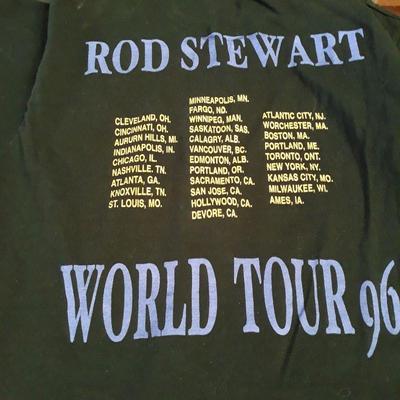 ROD STEWART
CLEVELAND, OH.
CINCINNATI, OH.
AURURN HILLS, MI.
INDIANAPOLIS, IN.
CHICAGO, IL.
NASHVILLE. TN.
ATLANTA, GA.
KNOXVILLE, TN.
ST. LOUIS, MO.
MINNEAPOLIS, MN.
FARGO, NO.
WINNIPEG, MAN.
SASKATOON, SAS.
CALAGRY, ALB.
VANCOUVER, BC.
EDMONTON, ALB.
PORTLAND, OR.
SACRAMENTO, CA.
SAN JOSE, CA.
HOLLYWOOD, CA.
DEVORE, CA.
ATLANTIC CITY, NJ.
WORCHESTER, MA.
BOSTON. MA.
PORTLAND, ME.
TORONTO, ONT.
NEW YORK, NY.
KANSAS CITY, MO.
MILWAUKEE, WI.
AMES, IA.
WORLD TOUR 96